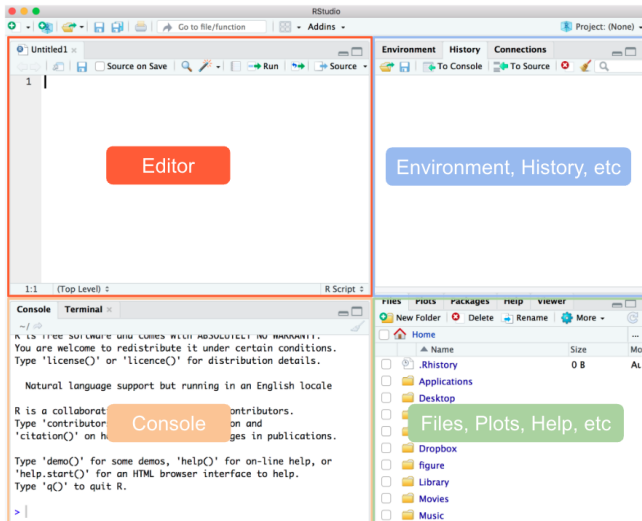 RStudio
Go to file/function
Addins
Project: (None)
Untitled1
Source on Save
Run
Source
1
Editor
1:1 (Top Level) R Script
Environment History Connections
To Console To Source
Environment, History, etc
Console Terminal
~/
R is free software and comes with ABSOLUTELY NO WARRANTY.
You are welcome to redistribute it under certain conditions.
Type 'license()' or 'licence()' for distribution details.
Natural language support but running in an English locale
R is a collaborat
ontributors.
Type 'contributor
on and
'citation()' on h
ges in publications.
Console
Type 'demo()' for some demos, 'help()' for on-line help, or
'help.start()' for an HTML browser interface to help.
Type 'q()' to quit R.
>
Files Plots Packages Help Viewer
New Folder Delete Rename More
Home ...
Name Size Mo
.Rhistory 0 B Au
Applications
Desktop
Files, Plots, Help, etc
Dropbox
figure
Library
Movies
Music